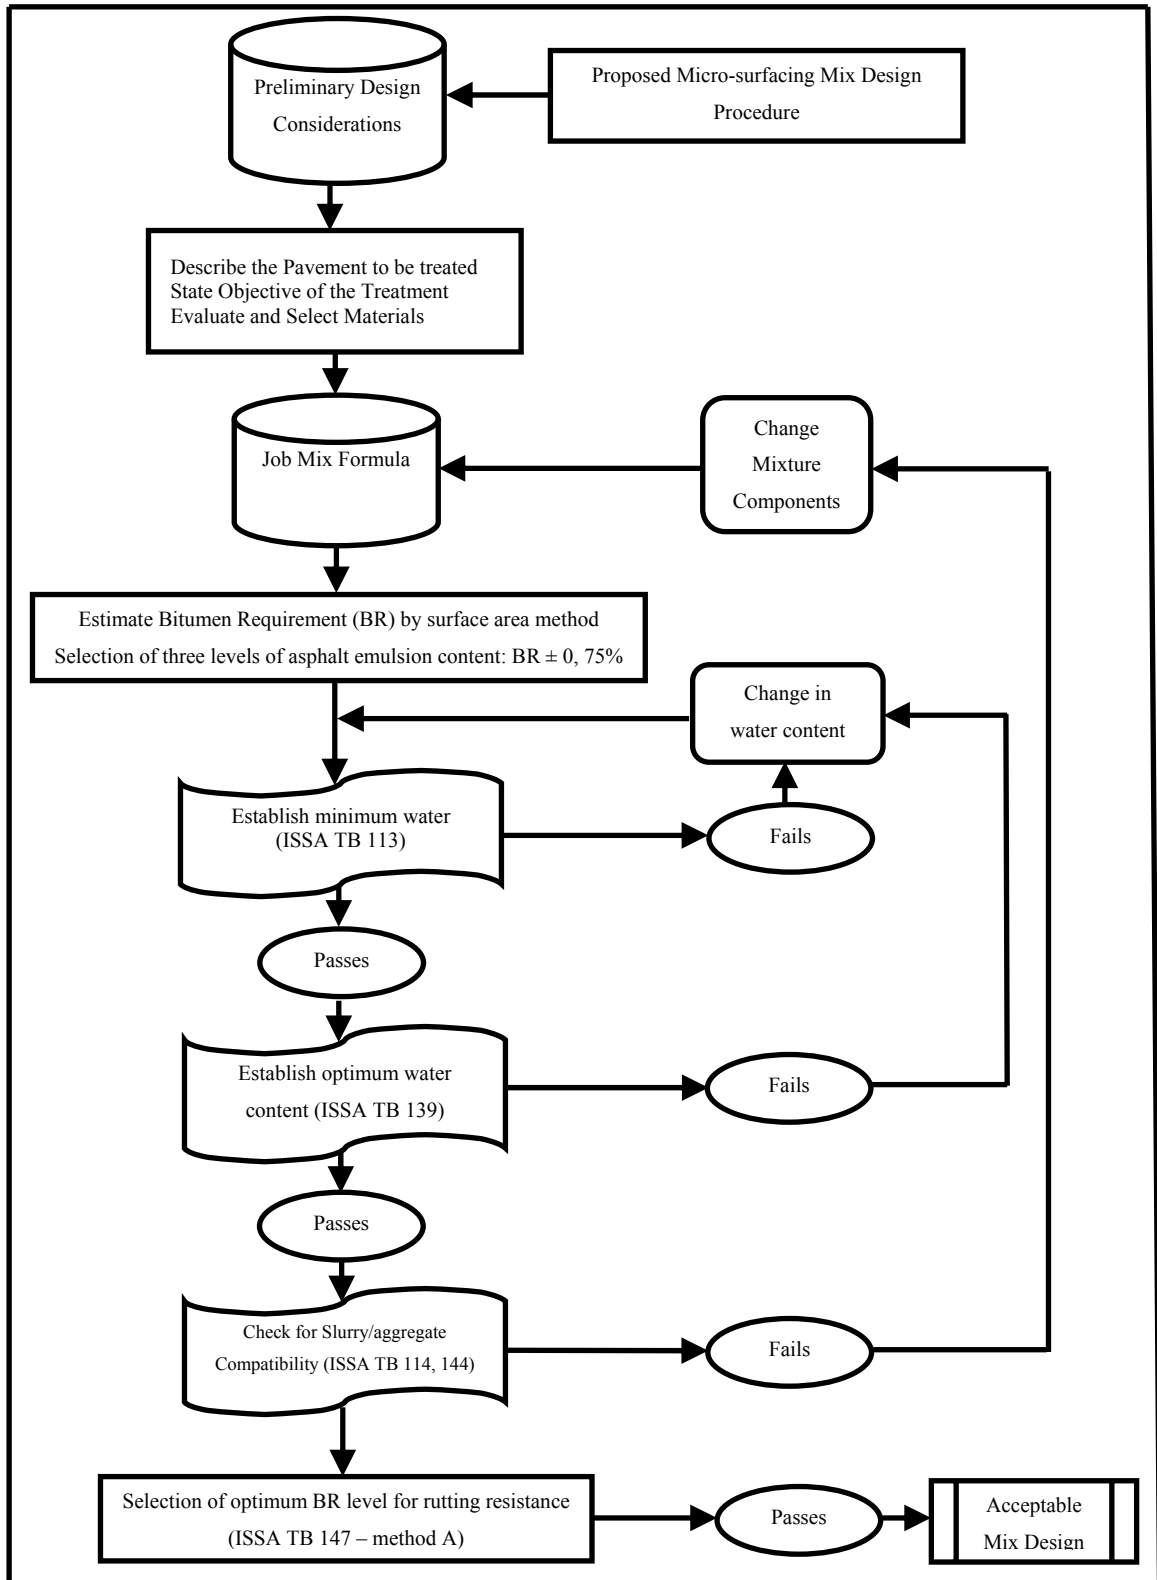 Preliminary Design
Considerations
Proposed Micro-surfacing Mix Design
Procedure
Describe the Pavement to be treated
State Objective of the Treatment
Evaluate and Select Materials
Job Mix Formula
Change
Mixture
Components
Estimate Bitumen Requirement (BR) by surface area method
Selection of three levels of asphalt emulsion content: BR ± 0, 75%
Change in
water content
Establish minimum water
(ISSA TB 113)
Fails
Passes
Establish optimum water
content (ISSA TB 139)
Fails
Passes
Check for Slurry/aggregate
Compatibility (ISSA TB 114, 144)
Fails
Selection of optimum BR level for rutting resistance
(ISSA TB 147 – method A)
Passes
Acceptable
Mix Design